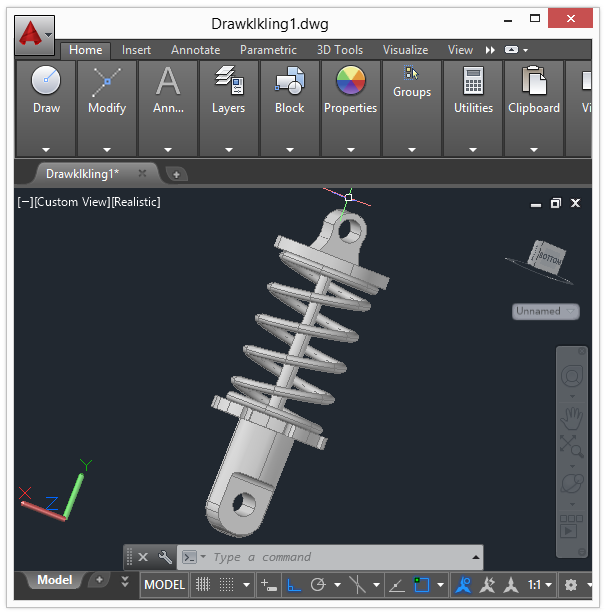 Drawklkling1.dwg
Home Insert Annotate Parametric 3D Tools Visualize View
Draw Modify Ann... Layers Block Properties Groups Utilities Clipboard Vi
Drawklkling1*
[−][Custom View][Realistic]
BOTTOM
Unnamed
Y
X Z
Type a command
Model MODEL 1:1